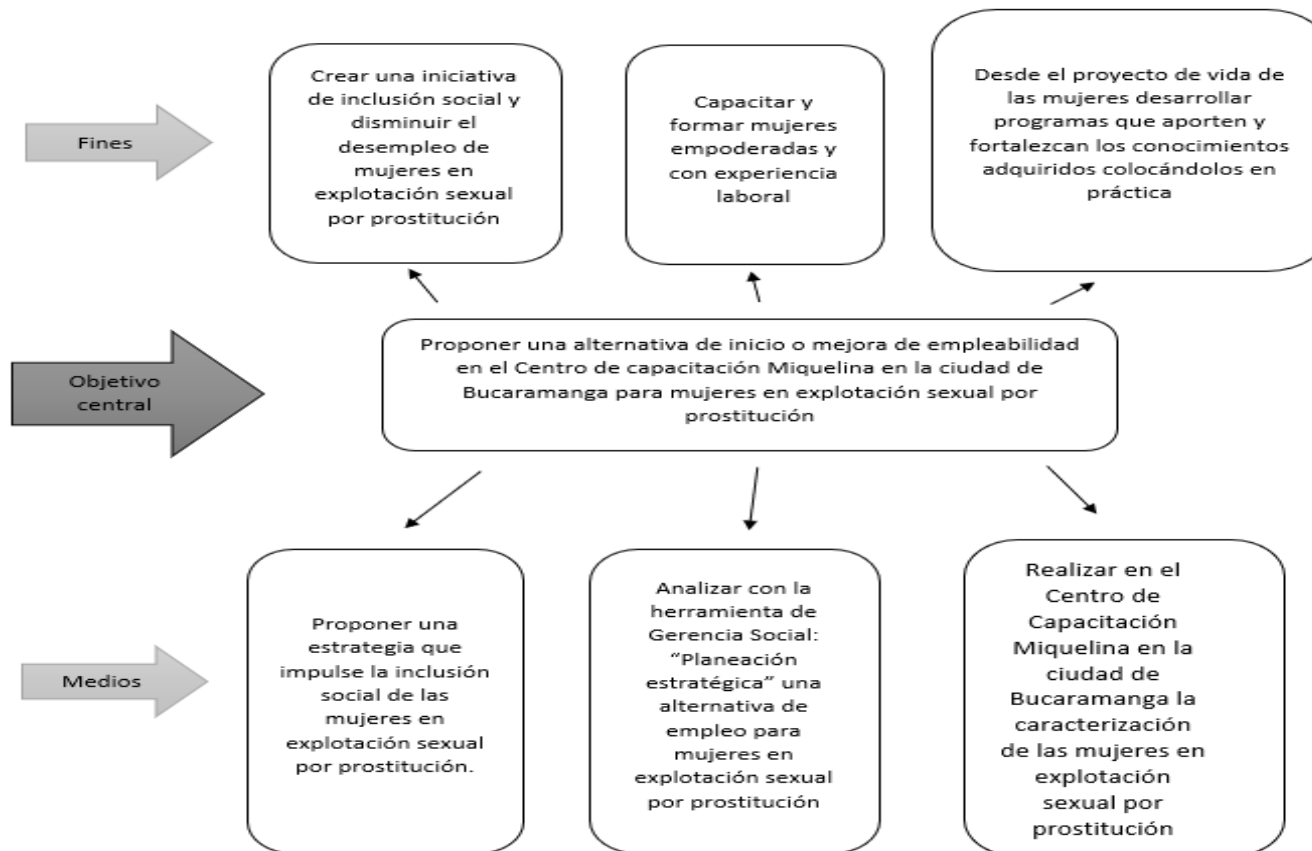 Fines
Crear una iniciativa
de inclusión social y
disminuir el
desempleo de
mujeres en
explotación sexual
por prostitución
Capacitar y
formar mujeres
empoderadas y
con experiencia
laboral
Desde el proyecto de vida de
las mujeres desarrollar
programas que aporten y
fortalezcan los conocimientos
adquiridos colocándolos en
práctica
Objetivo
central
Proponer una alternativa de inicio o mejora de empleabilidad
en el Centro de capacitación Miquelina en la ciudad de
Bucaramanga para mujeres en explotación sexual por
prostitución
Medios
Proponer una
estrategia que
impulse la inclusión
social de las
mujeres en
explotación sexual
por prostitución.
Analizar con la
herramienta de
Gerencia Social:
“Planeación
estratégica” una
alternativa de
empleo para
mujeres en
explotación sexual
por prostitución
Realizar en el
Centro de
Capacitación
Miquelina en la
ciudad de
Bucaramanga la
caracterización
de las mujeres en
explotación
sexual por
prostitución